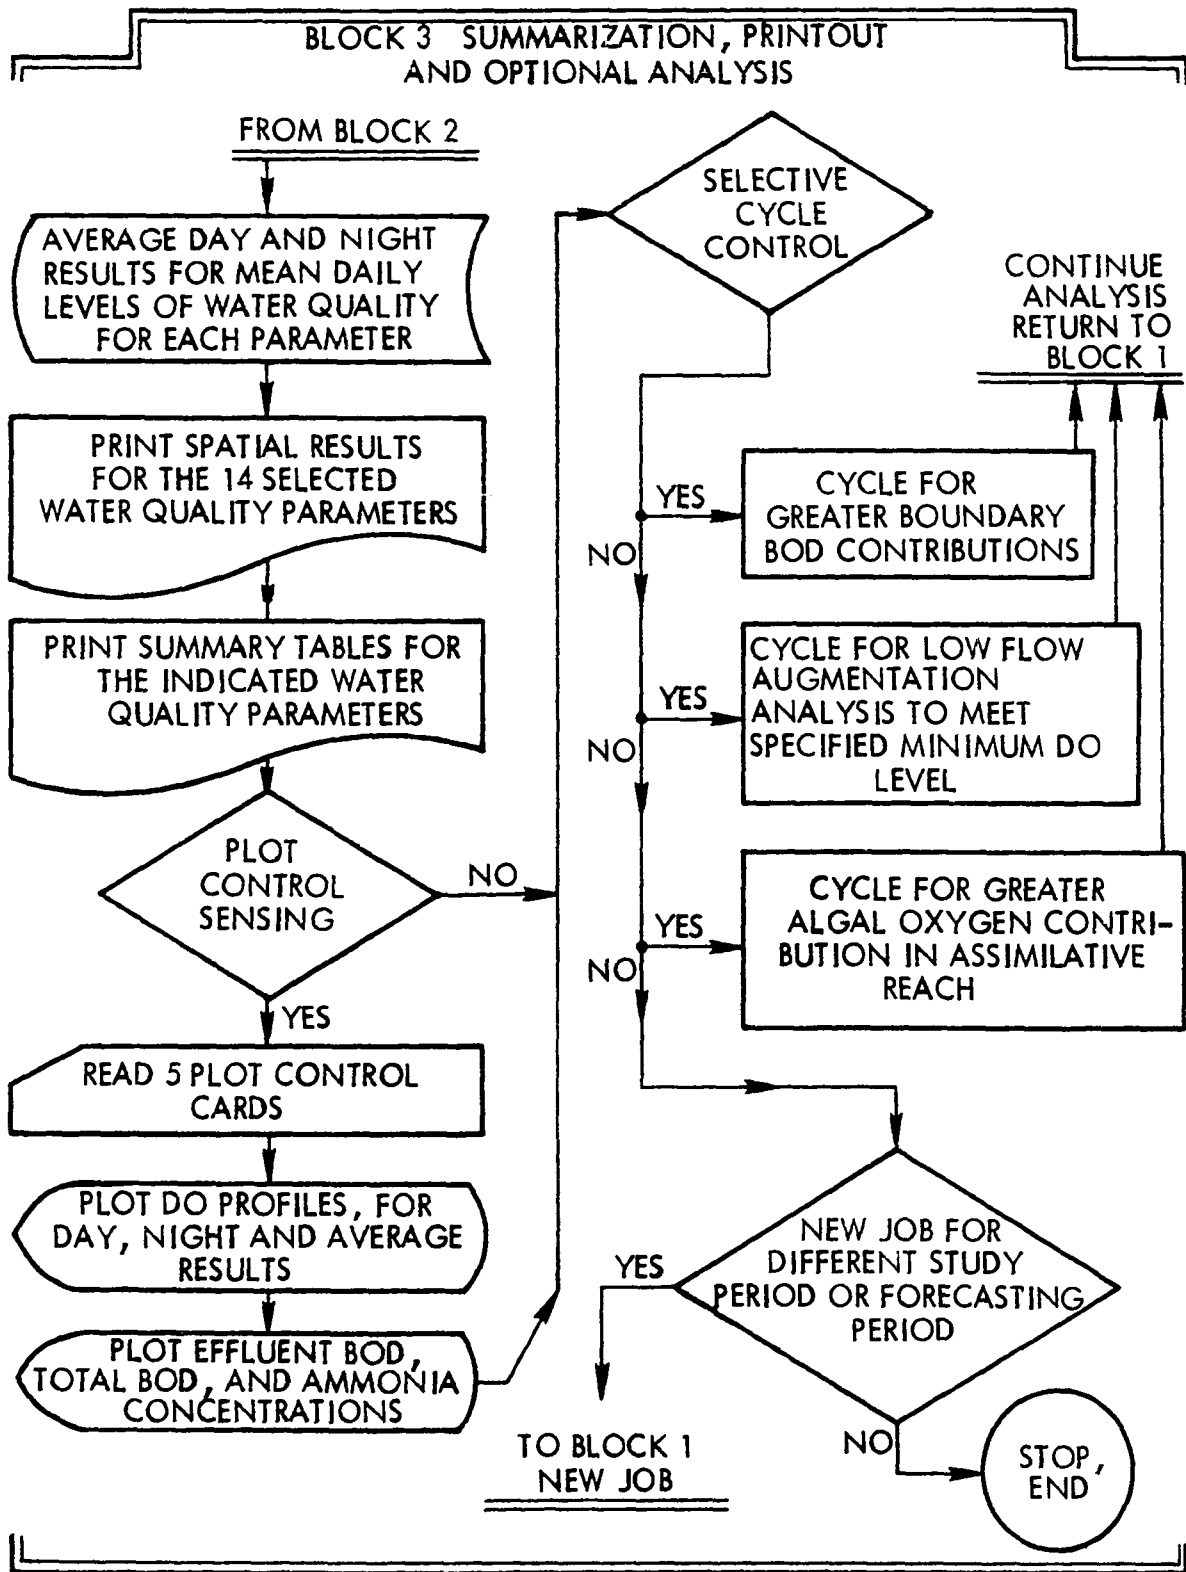 BLOCK 3 SUMMARIZATION, PRINTOUT
AND OPTIONAL ANALYSIS
FROM BLOCK 2
AVERAGE DAY AND NIGHT
RESULTS FOR MEAN DAILY
LEVELS OF WATER QUALITY
FOR EACH PARAMETER
PRINT SPATIAL RESULTS
FOR THE 14 SELECTED
WATER QUALITY PARAMETERS
PRINT SUMMARY TABLES FOR
THE INDICATED WATER
QUALITY PARAMETERS
PLOT
CONTROL
SENSING
NO
YES
READ 5 PLOT CONTROL
CARDS
PLOT DO PROFILES, FOR
DAY, NIGHT AND AVERAGE
RESULTS
PLOT EFFLUENT BOD,
TOTAL BOD, AND AMMONIA
CONCENTRATIONS
SELECTIVE
CYCLE
CONTROL
CONTINUE
ANALYSIS
RETURN TO
BLOCK 1
YES
CYCLE FOR
GREATER BOUNDARY
BOD CONTRIBUTIONS
NO
YES
CYCLE FOR LOW FLOW
AUGMENTATION
ANALYSIS TO MEET
SPECIFIED MINIMUM DO
LEVEL
NO
YES
CYCLE FOR GREATER
ALGAL OXYGEN CONTRI-
BUTION IN ASSIMILATIVE
REACH
NO
NEW JOB FOR
DIFFERENT STUDY
PERIOD OR FORECASTING
PERIOD
YES
TO BLOCK 1
NEW JOB
NO
STOP,
END